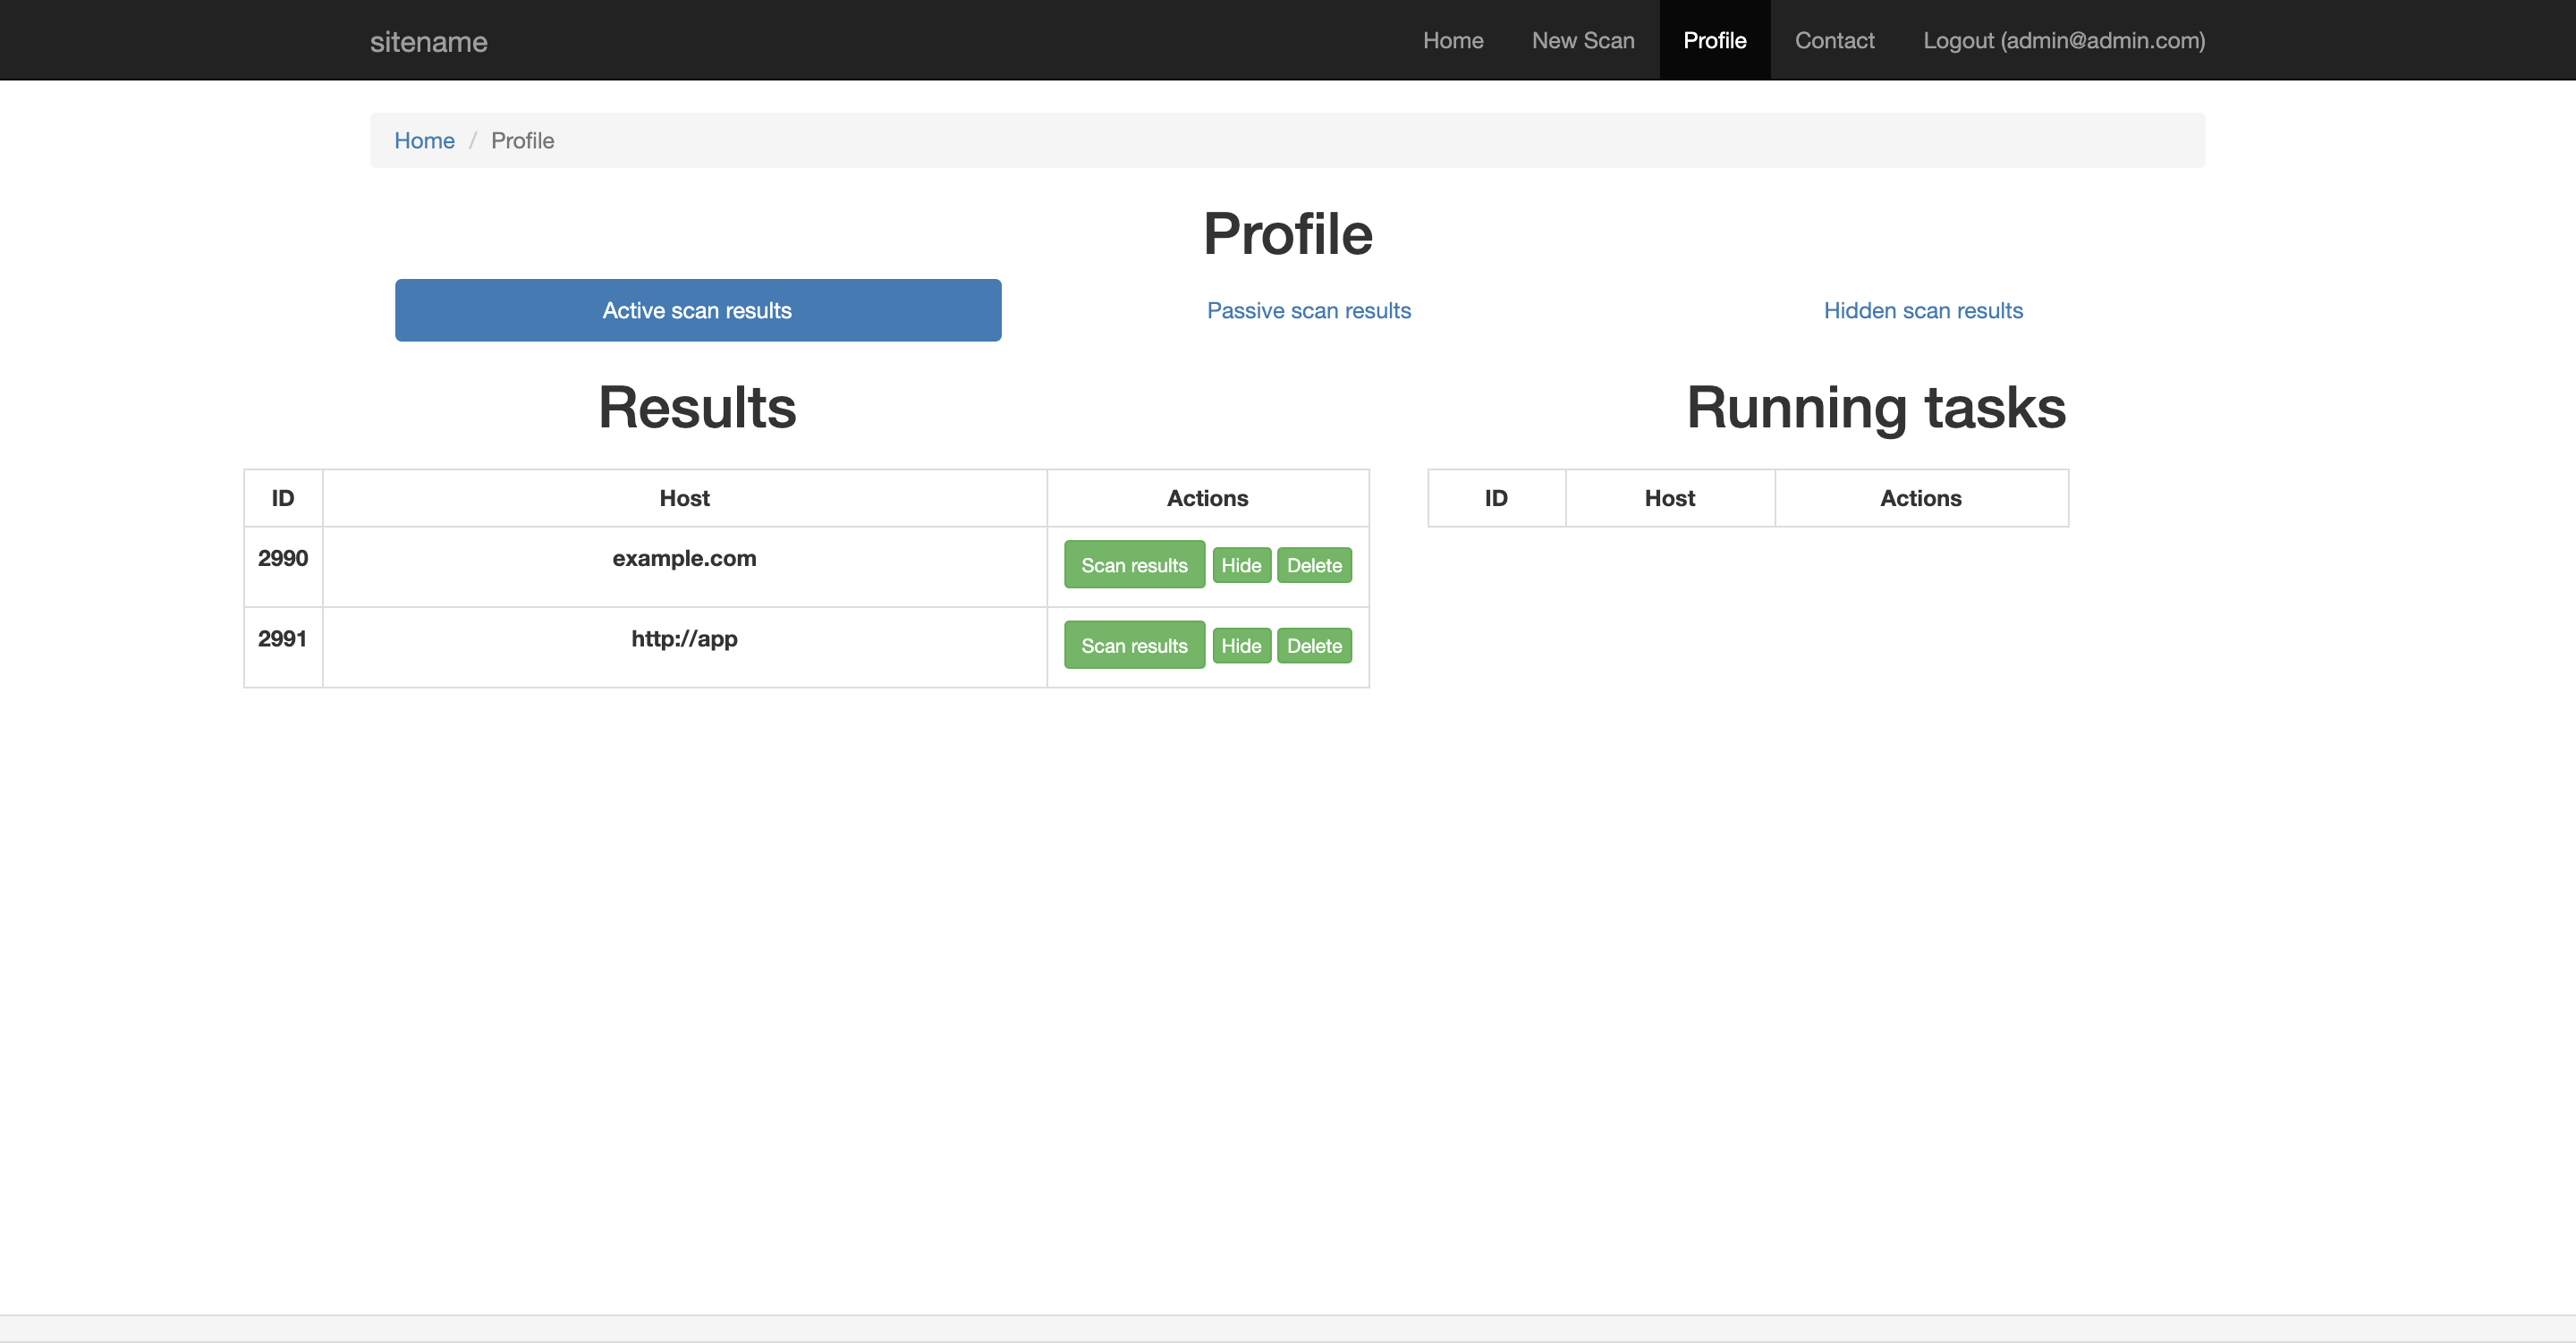 sitename Home New Scan Profile Contact Logout (admin@admin.com)
Home / Profile
Profile
Active scan results Passive scan results Hidden scan results
Results
ID Host Actions
2990 example.com Scan results Hide Delete
2991 http://app Scan results Hide Delete
Running tasks
ID Host Actions